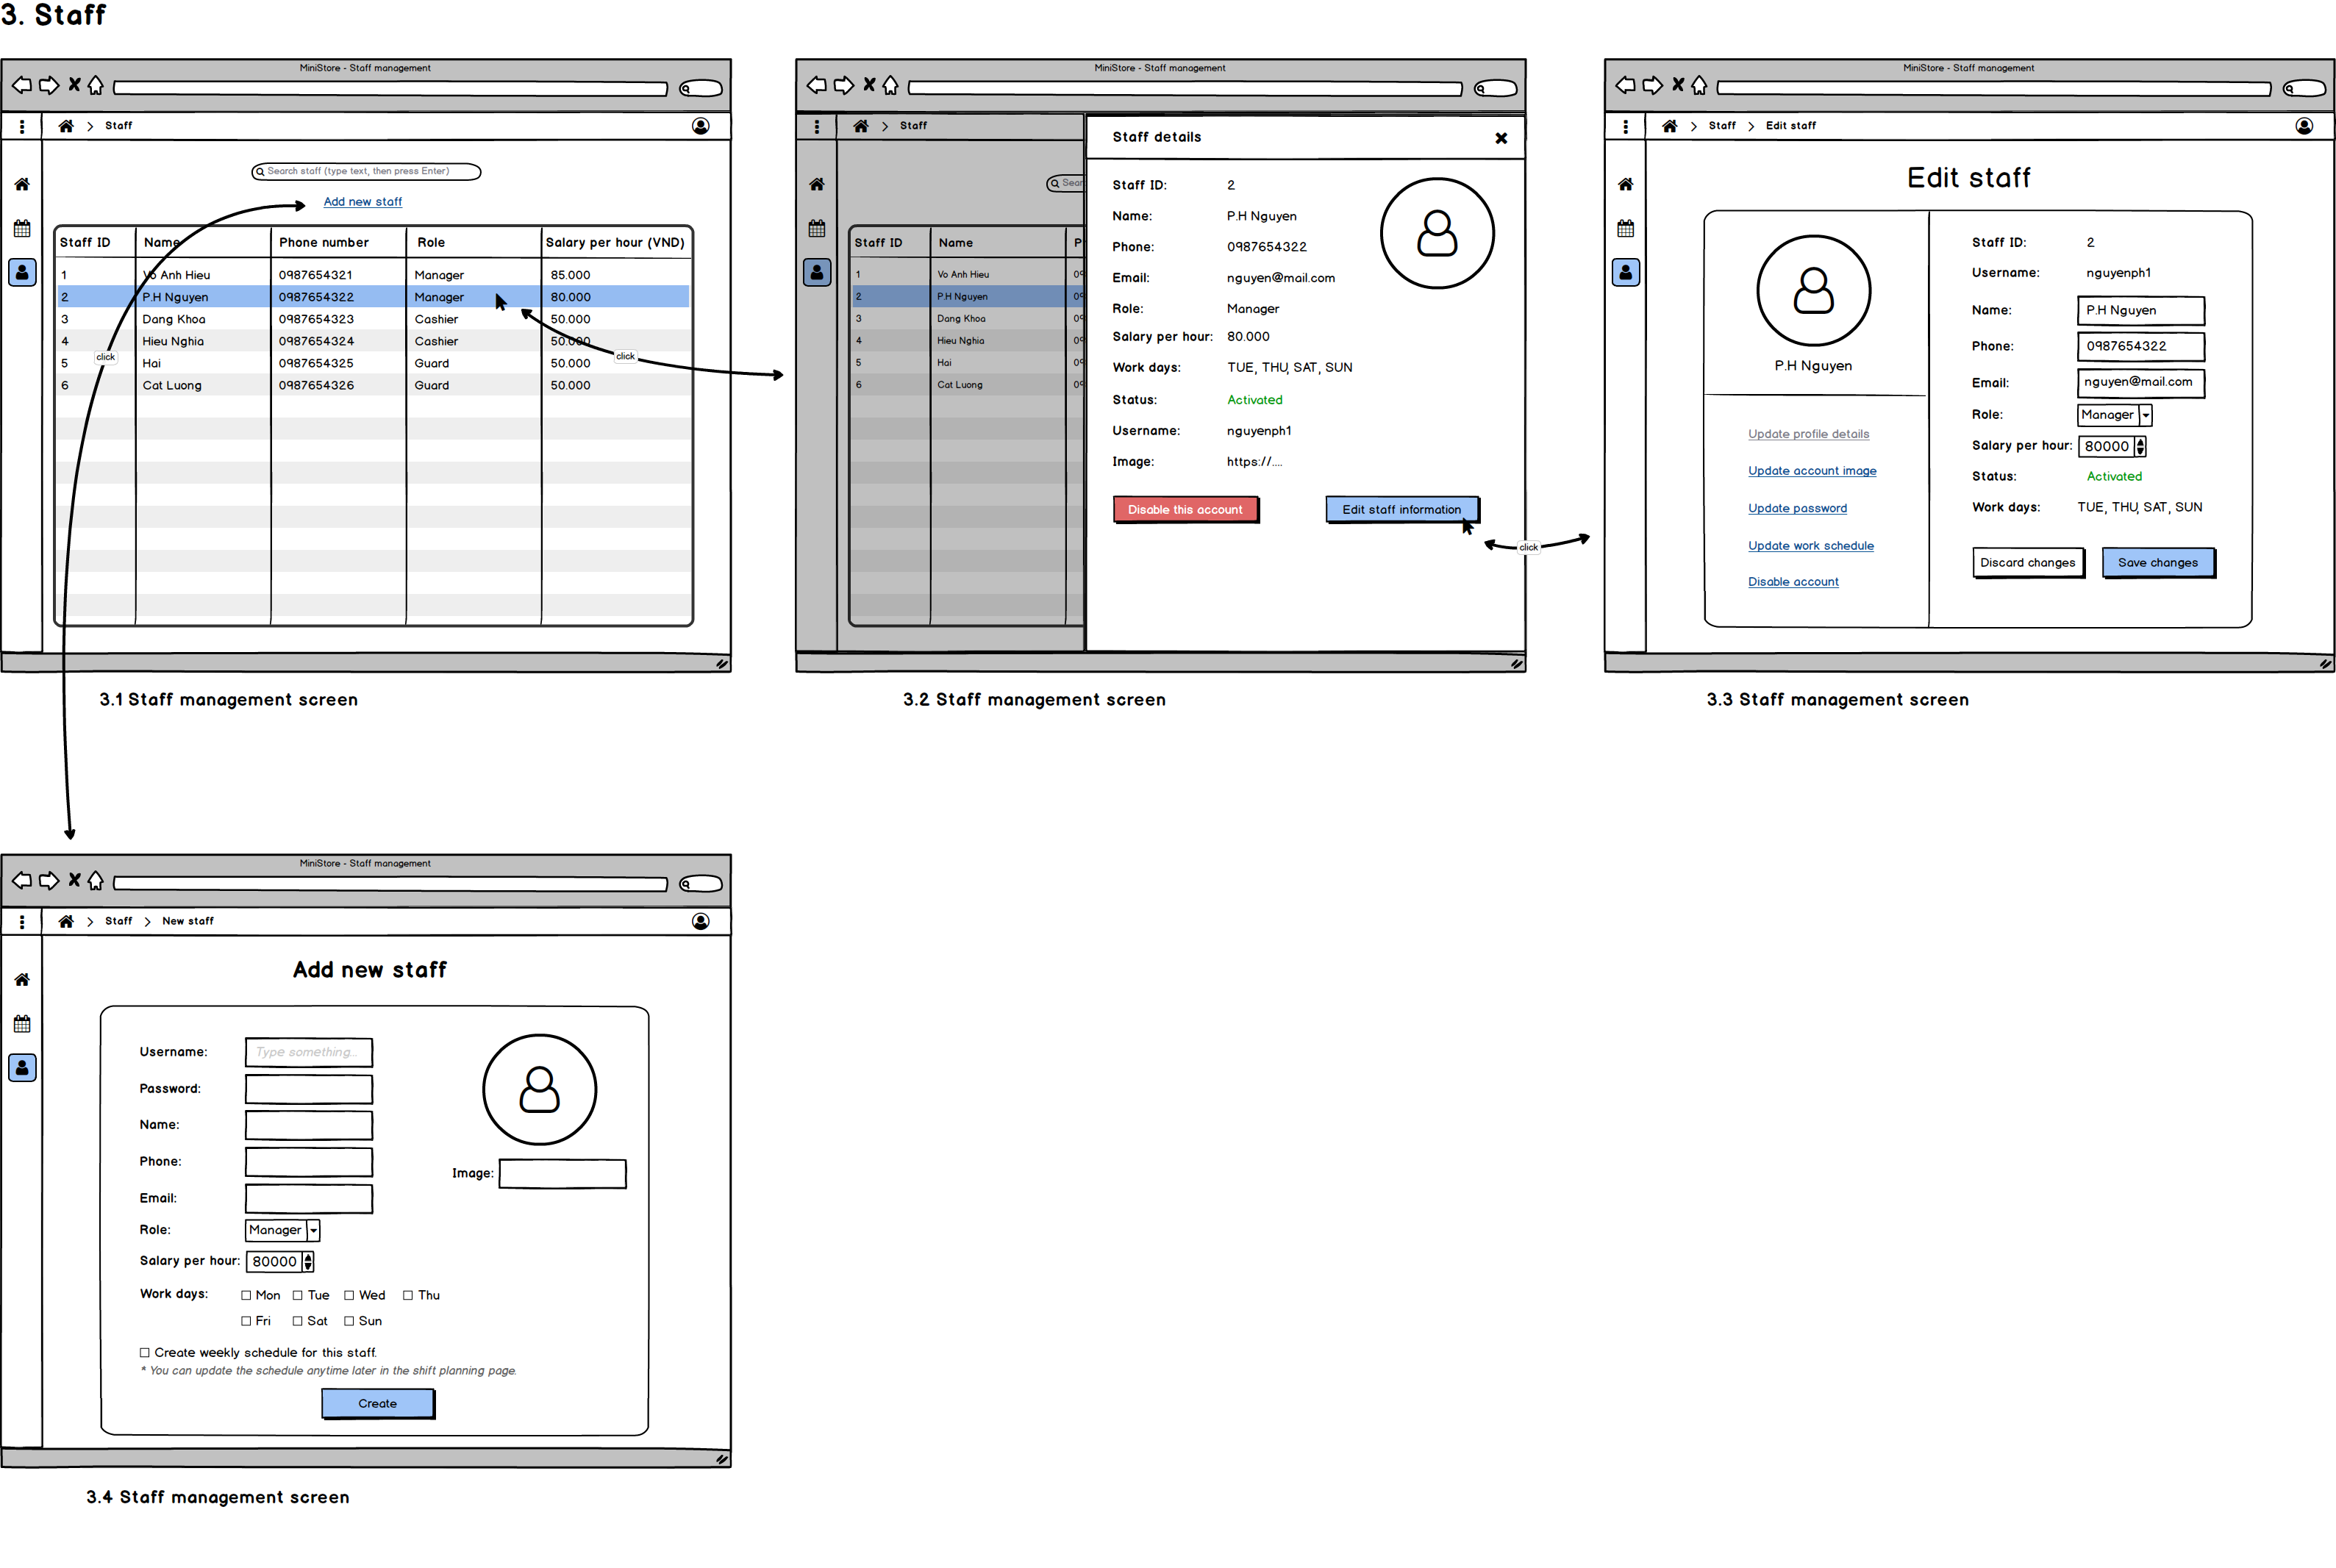 3. Staff
MiniStore - Staff management
Staff
Search staff (type text, then press Enter)
Add new staff
Staff ID Name Phone number Role Salary per hour (VND)
1 Vo Anh Hieu 0987654321 Manager 85.000
2 P.H Nguyen 0987654322 Manager 80.000
3 Dang Khoa 0987654323 Cashier 50.000
4 Hieu Nghia 0987654324 Cashier 50.000
5 Hai 0987654325 Guard 50.000
6 Cat Luong 0987654326 Guard 50.000
click
click
3.1 Staff management screen
MiniStore - Staff management
Staff
Sear
Staff ID Name P
1 Vo Anh Hieu 09
2 P.H Nguyen 09
3 Dang Khoa 09
4 Hieu Nghia 09
5 Hai 09
6 Cat Luong 09
Staff details
Staff ID: 2
Name: P.H Nguyen
Phone: 0987654322
Email: nguyen@mail.com
Role: Manager
Salary per hour: 80.000
Work days: TUE, THU, SAT, SUN
Status: Activated
Username: nguyenph1
Image: https://....
Disable this account Edit staff information
click
3.2 Staff management screen
MiniStore - Staff management
Staff Edit staff
Edit staff
P.H Nguyen
Update profile details
Update account image
Update password
Update work schedule
Disable account
Staff ID: 2
Username: nguyenph1
Name: P.H Nguyen
Phone: 0987654322
Email: nguyen@mail.com
Role: Manager
Salary per hour: 80000
Status: Activated
Work days: TUE, THU, SAT, SUN
Discard changes Save changes
3.3 Staff management screen
MiniStore - Staff management
Staff New staff
Add new staff
Username: Type something...
Password:
Name:
Phone:
Email:
Role: Manager
Salary per hour: 80000
Work days: Mon Tue Wed Thu
Fri Sat Sun
Create weekly schedule for this staff.
* You can update the schedule anytime later in the shift planning page.
Create
Image:
3.4 Staff management screen